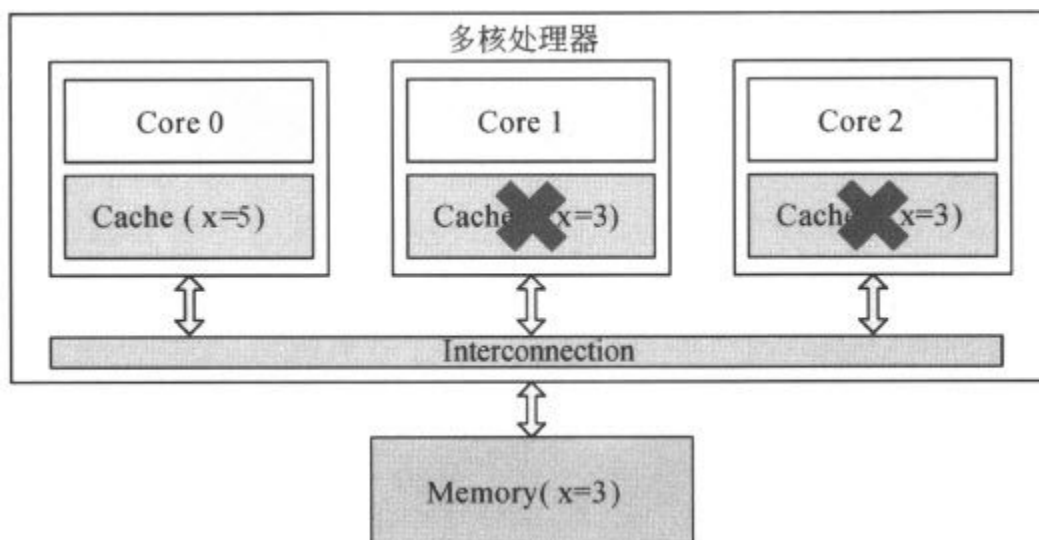 多核处理器
Core 0
Core 1
Core 2
Cache ( x=5)
Cache x=3)
Cache x=3)
Interconnection
Memory( x=3)